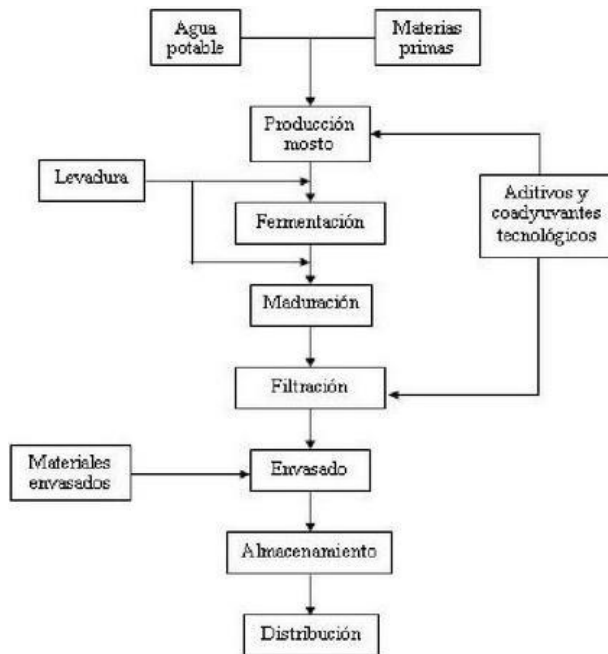 Agua
potable
Materias
primas
Producción
mosto
Levadura
Aditivos y
coadyuvantes
tecnológicos
Fermentación
Maduración
Filtración
Materiales
envasados
Envasado
Almacenamiento
Distribución